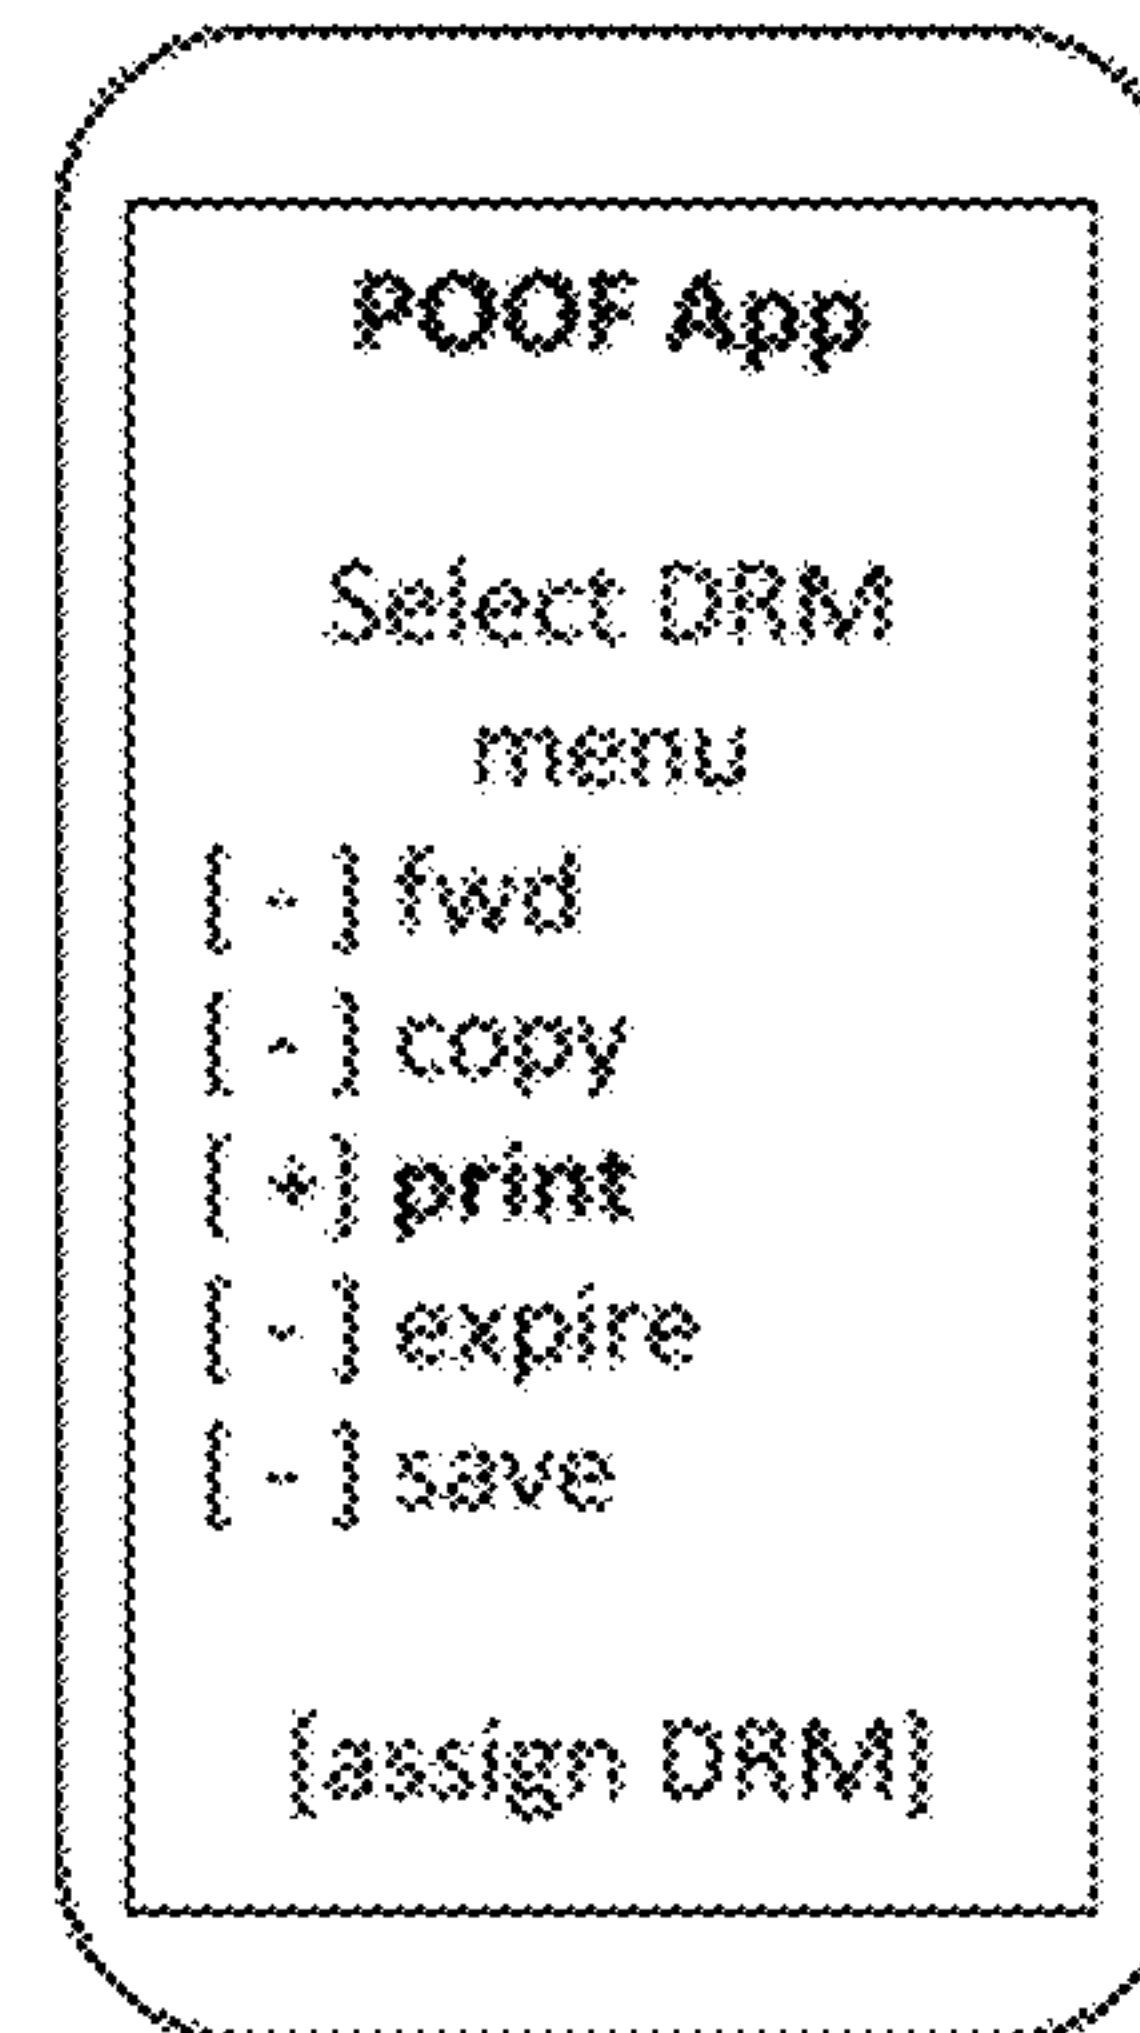 POOF App
Select DRM
menu
[ - ] fwd
[ - ] copy
[ * ] print
[ - ] expire
[ - ] save
[assign DRM]